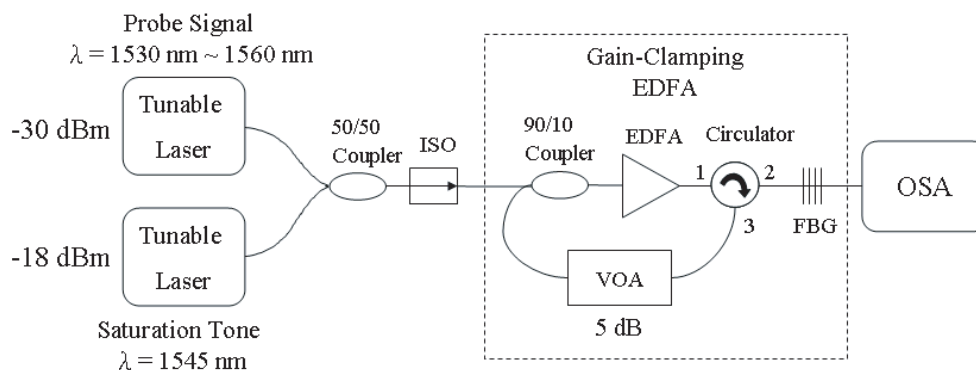 Probe Signal
λ = 1530 nm ~ 1560 nm
-30 dBm
Tunable
Laser
-18 dBm
Tunable
Laser
Saturation Tone
λ = 1545 nm
50/50
Coupler
ISO
Gain-Clamping
EDFA
90/10
Coupler
EDFA
Circulator
1
2
3
VOA
5 dB
FBG
OSA